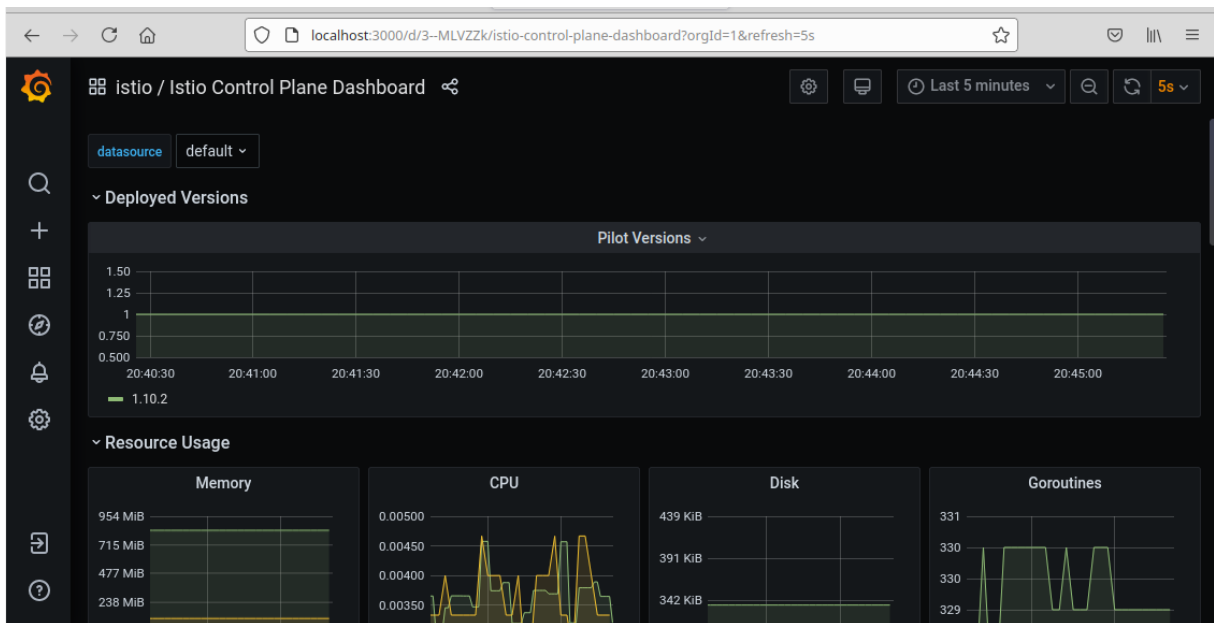 localhost:3000/d/3--MLVZZk/istio-control-plane-dashboard?orgId=1&refresh=5s
istio / Istio Control Plane Dashboard
Last 5 minutes
5s
datasource
default
Deployed Versions
Pilot Versions
1.50
1.25
1
0.750
0.500
20:40:30 20:41:00 20:41:30 20:42:00 20:42:30 20:43:00 20:43:30 20:44:00 20:44:30 20:45:00
1.10.2
Resource Usage
Memory
954 MiB
715 MiB
477 MiB
238 MiB
CPU
0.00500
0.00450
0.00400
0.00350
Disk
439 KiB
391 KiB
342 KiB
Goroutines
331
330
330
329